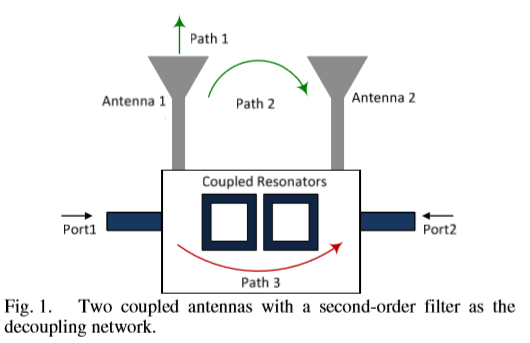 Path 1
Antenna 1
Path 2
Antenna 2
Coupled Resonators
Port1
Port2
Path 3
Fig. 1. Two coupled antennas with a second-order filter as the
decoupling network.